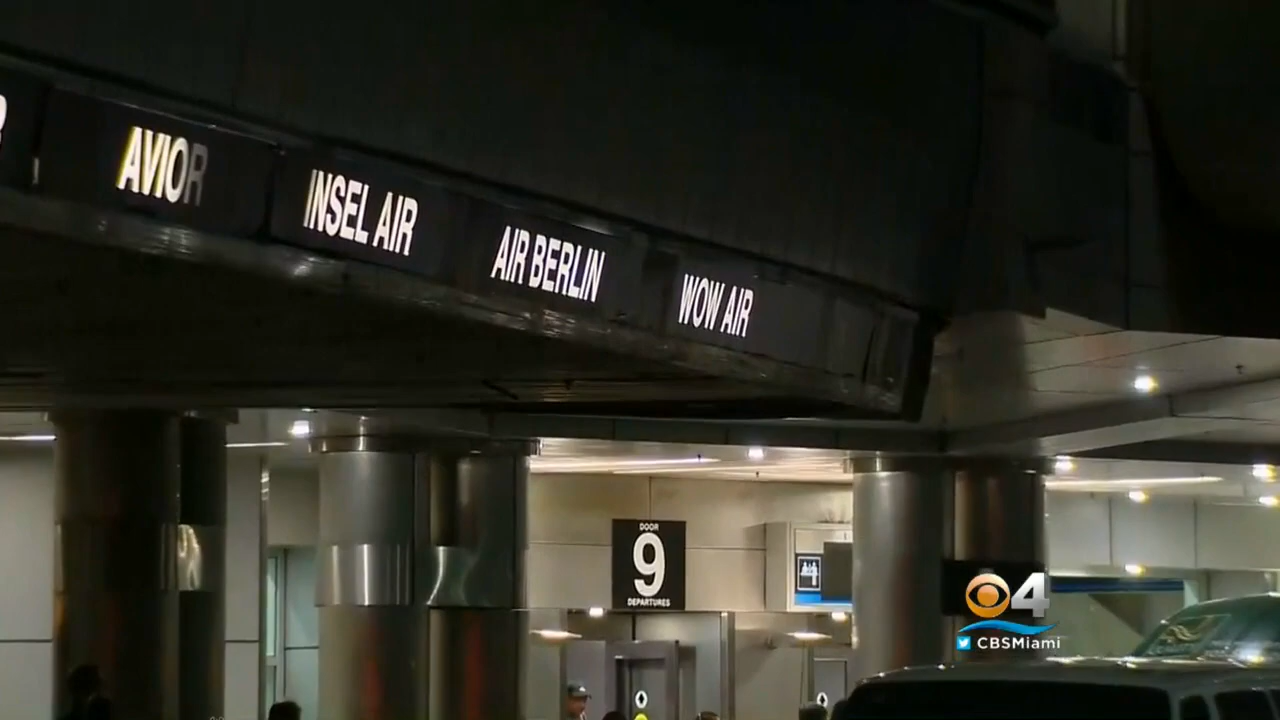 AVIOR
INSEL AIR
AIR BERLIN
WOW AIR
DOOR
9
DEPARTURES
4
CBSMiami